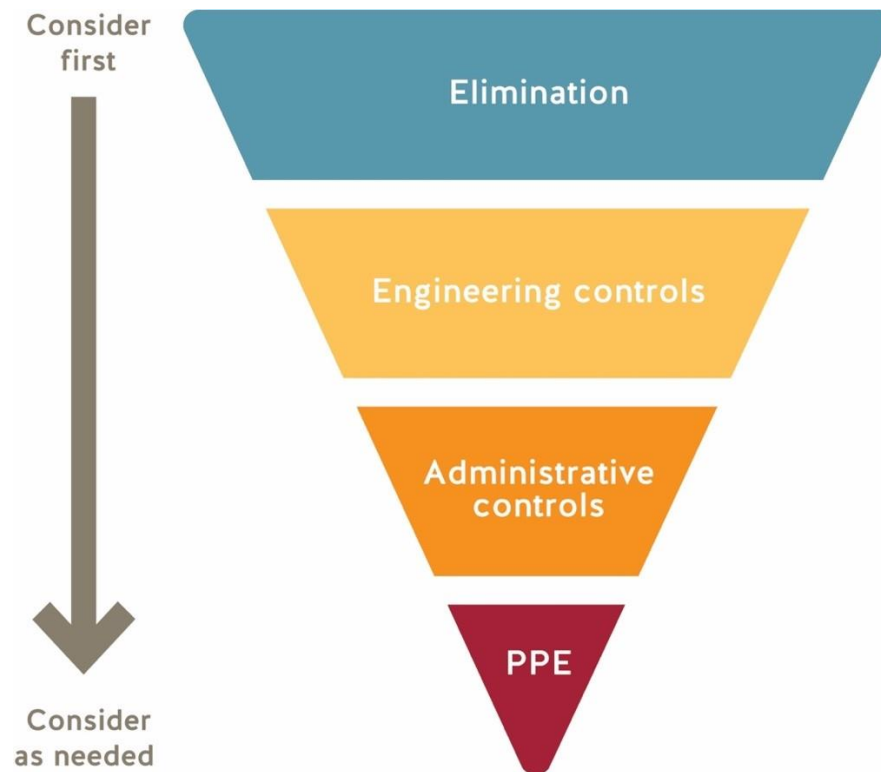 Consider
first
Elimination
Engineering controls
Administrative
controls
PPE
Consider
as needed